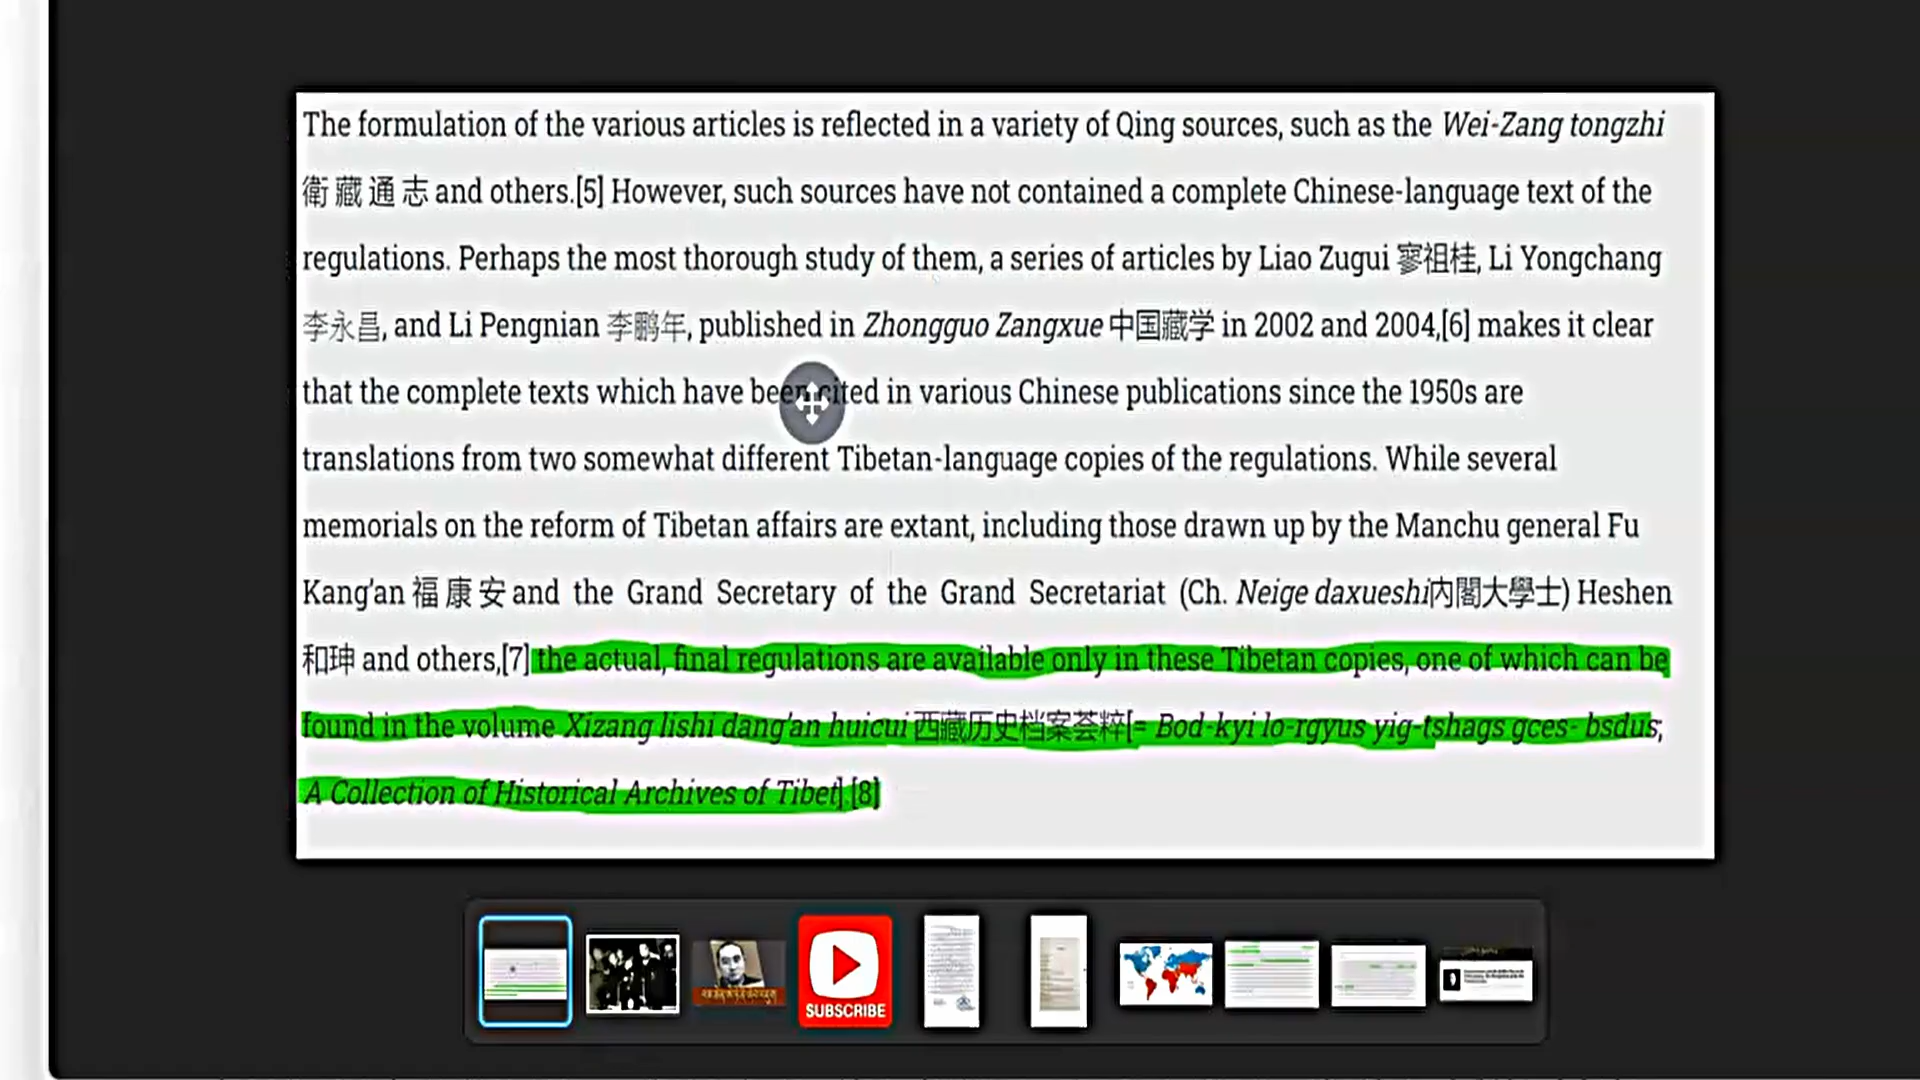 The formulation of the various articles is reflected in a variety of Qing sources, such as the Wei-Zang tongzhi
衛藏通志 and others.[5] However, such sources have not contained a complete Chinese-language text of the
regulations. Perhaps the most thorough study of them, a series of articles by Liao Zugui 寥祖桂, Li Yongchang
李永昌, and Li Pengnian 李鹏年, published in Zhongguo Zangxue 中国藏学 in 2002 and 2004,[6] makes it clear
that the complete texts which have been cited in various Chinese publications since the 1950s are
translations from two somewhat different Tibetan-language copies of the regulations. While several
memorials on the reform of Tibetan affairs are extant, including those drawn up by the Manchu general Fu
Kang’an 福康安 and the Grand Secretary of the Grand Secretariat (Ch. Neige daxueshi內閣大學士) Heshen
和珅 and others,[7] the actual, final regulations are available only in these Tibetan copies, one of which can be
found in the volume Xizang lishi dang’an huicui 西藏历史档案荟粹[= Bod-kyi lo-rgyus yig-tshags gces- bsdus;
A Collection of Historical Archives of Tibet].[8]
SUBSCRIBE